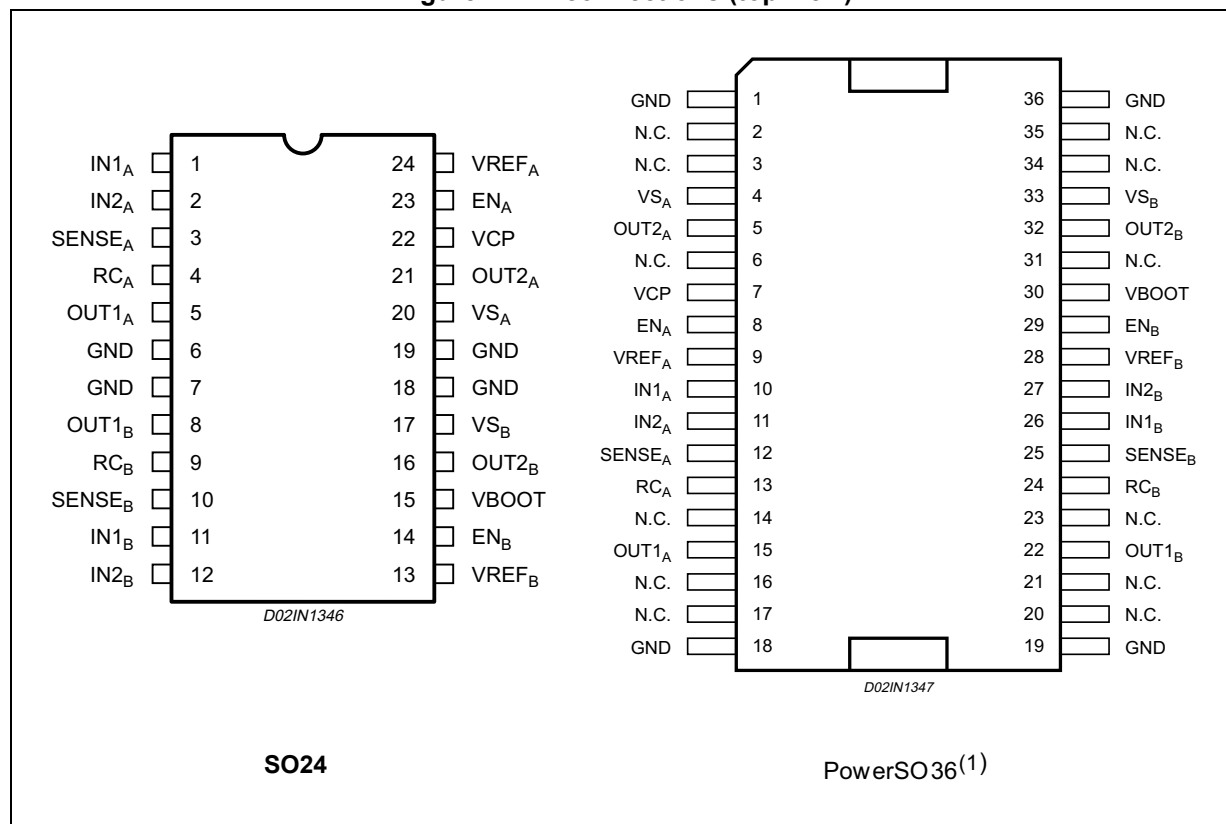 IN1A 1 24 VREFA
IN2A 2 23 ENA
SENSEA 3 22 VCP
RCA 4 21 OUT2A
OUT1A 5 20 VSA
GND 6 19 GND
GND 7 18 GND
OUT1B 8 17 VSB
RCB 9 16 OUT2B
SENSEB 10 15 VBOOT
IN1B 11 14 ENB
IN2B 12 13 VREFB
D02IN1346
SO24
GND 1 36 GND
N.C. 2 35 N.C.
N.C. 3 34 N.C.
VSA 4 33 VSB
OUT2A 5 32 OUT2B
N.C. 6 31 N.C.
VCP 7 30 VBOOT
ENA 8 29 ENB
VREFA 9 28 VREFB
IN1A 10 27 IN2B
IN2A 11 26 IN1B
SENSEA 12 25 SENSEB
RCA 13 24 RCB
N.C. 14 23 N.C.
OUT1A 15 22 OUT1B
N.C. 16 21 N.C.
N.C. 17 20 N.C.
GND 18 19 GND
D02IN1347
PowerSO36(1)